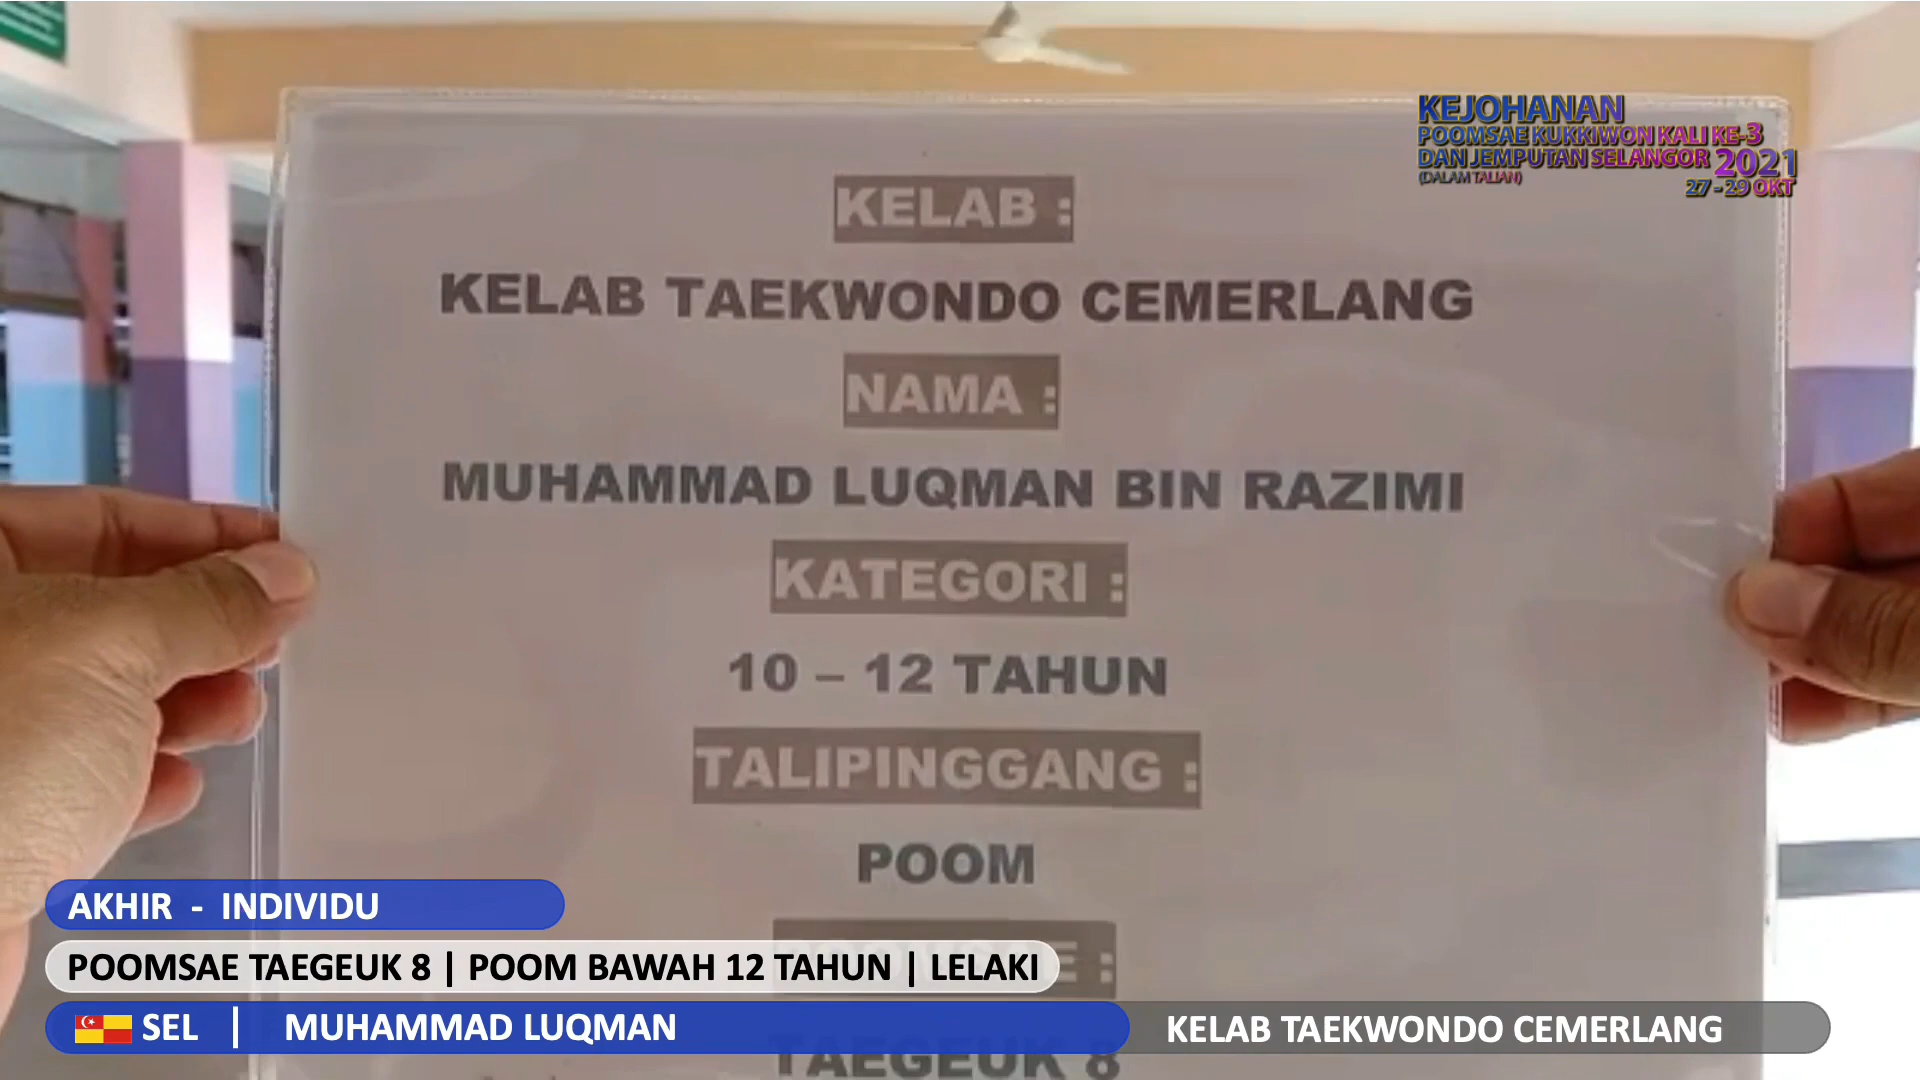 KEJOHANAN
POOMSAE KUKKIWON KALI KE-3
DAN JEMPUTAN SELANGOR 2021
(DALAM TALIAN)
27 - 29 OKT
KELAB :
KELAB TAEKWONDO CEMERLANG
NAMA :
MUHAMMAD LUQMAN BIN RAZIMI
KATEGORI :
10 – 12 TAHUN
TALIPINGGANG :
POOM
TAEGEUK 8
AKHIR - INDIVIDU
POOMSAE TAEGEUK 8 | POOM BAWAH 12 TAHUN | LELAKI
SEL | MUHAMMAD LUQMAN KELAB TAEKWONDO CEMERLANG